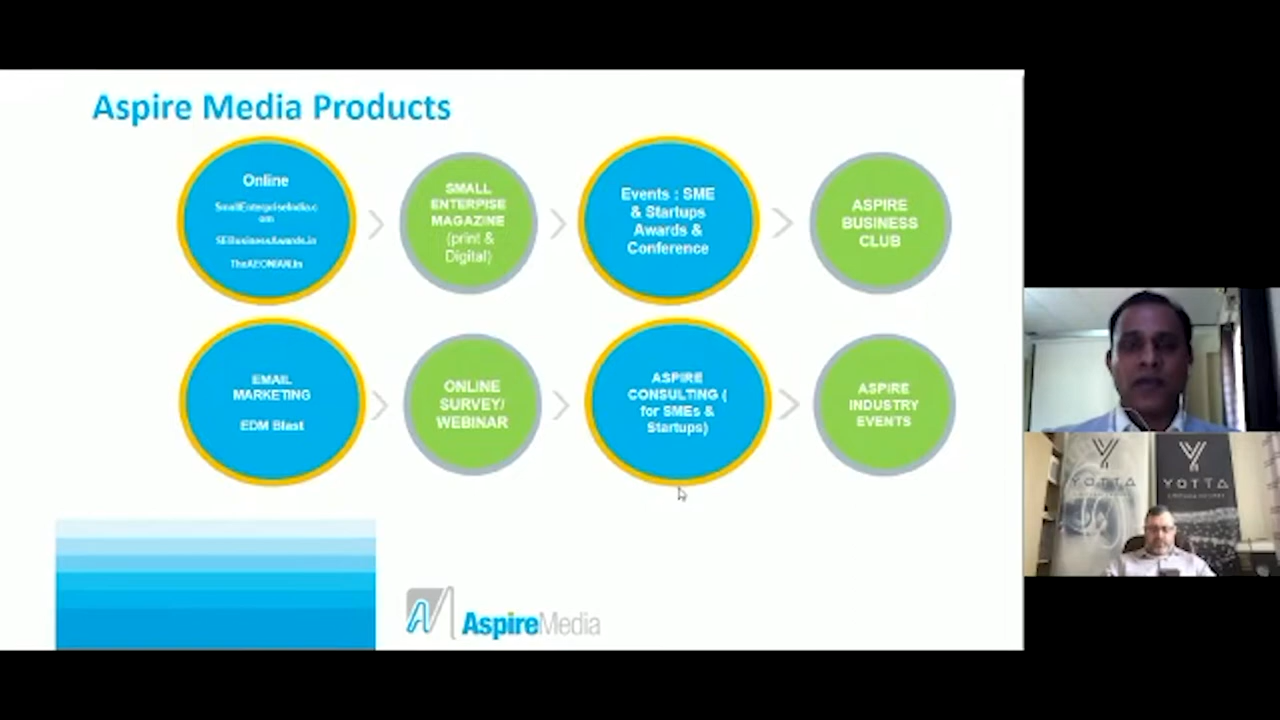 Aspire Media Products
Online
SmallEnterpriseIndia.c
om
SEBusinessAwards.in
TheAEONIAN.in
SMALL
ENTERPISE
MAGAZINE
(print &
Digital)
Events : SME
& Startups
Awards &
Conference
ASPIRE
BUSINESS
CLUB
EMAIL
MARKETING
EDM Blast
ONLINE
SURVEY/
WEBINAR
ASPIRE
CONSULTING (
for SMEs &
Startups)
ASPIRE
INDUSTRY
EVENTS
AspireMedia
YOTTA
YOTTA